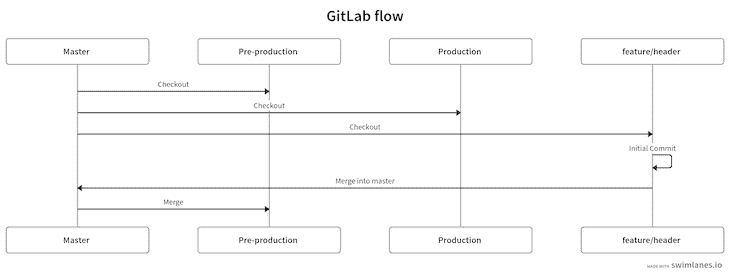 GitLab flow
Master
Pre-production
Production
feature/header
Checkout
Checkout
Checkout
Initial Commit
Merge into master
Merge
Master
Pre-production
Production
feature/header
MADE WITH swimlanes.io